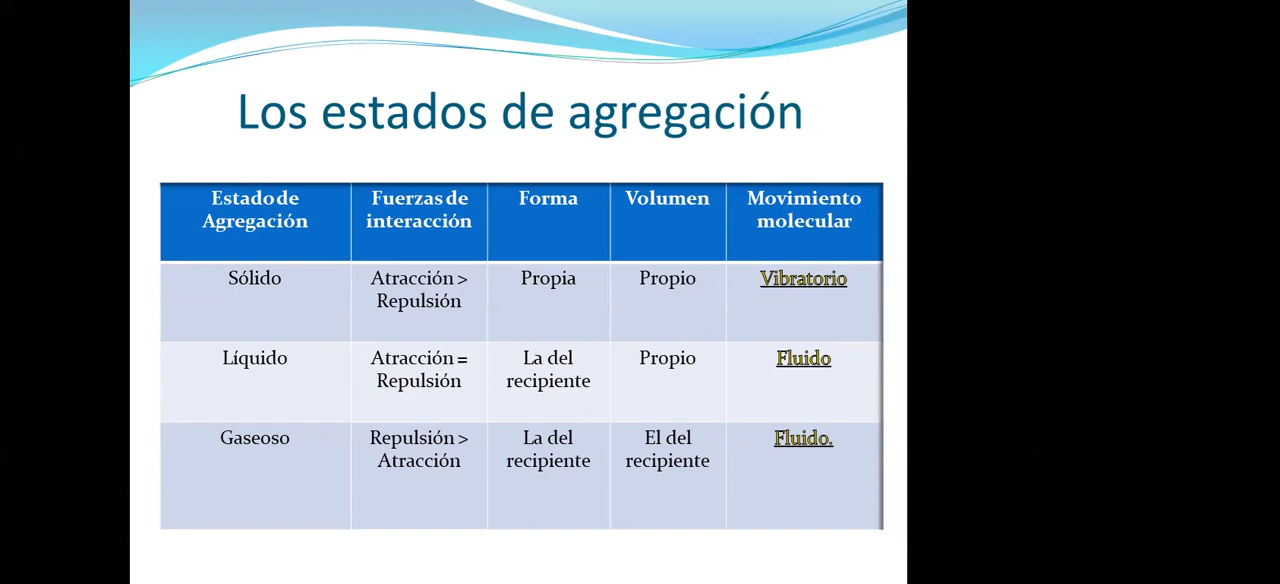 Los estados de agregación
Estado de
Agregación
Fuerzas de
interacción
Forma
Volumen
Movimiento
molecular
Sólido
Atracción >
Repulsión
Propia
Propio
Vibratorio
Líquido
Atracción =
Repulsión
La del
recipiente
Propio
Fluido
Gaseoso
Repulsión >
Atracción
La del
recipiente
El del
recipiente
Fluido.